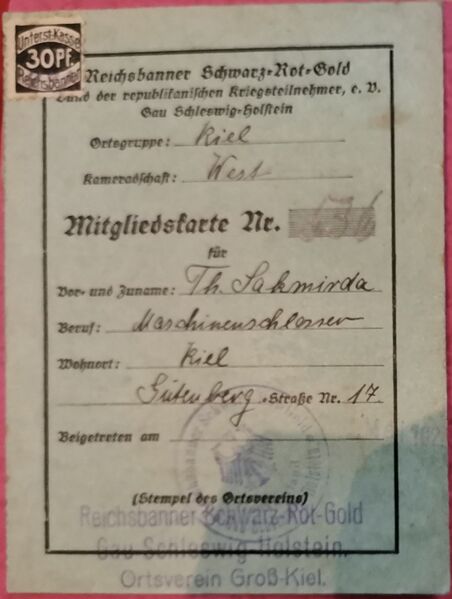 Unterst.-Kasse
30 Pf.
Reichsbanner
Reichsbanner Schwarz-Rot-Gold
Bund der republikanischen Kriegsteilnehmer, e. V.
Gau Schleswig-Holstein
Ortsgruppe: Kiel
Kameradschaft: West
Mitgliedskarte Nr.
für
Vor- und Zuname: Th. Sakmirda
Beruf: Maschinenschlosser
Wohnort: Kiel
Gutenberg-Straße Nr. 17.
Beigetreten am
(Stempel des Ortsvereins)
Reichsbanner Schwarz-Rot-Gold
Gau Schleswig-Holstein.
Ortsverein Groß-Kiel.